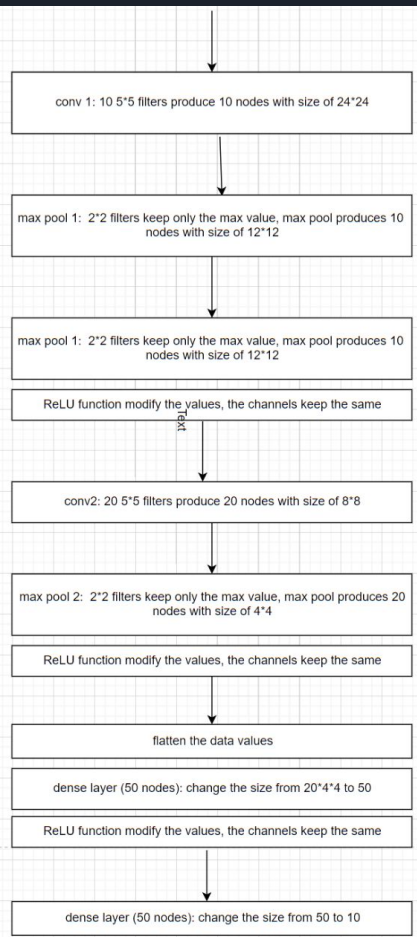 conv 1: 10 5*5 filters produce 10 nodes with size of 24*24
max pool 1: 2*2 filters keep only the max value, max pool produces 10
nodes with size of 12*12
max pool 1: 2*2 filters keep only the max value, max pool produces 10
nodes with size of 12*12
ReLU function modify the values, the channels keep the same
Text
conv2: 20 5*5 filters produce 20 nodes with size of 8*8
max pool 2: 2*2 filters keep only the max value, max pool produces 20
nodes with size of 4*4
ReLU function modify the values, the channels keep the same
flatten the data values
dense layer (50 nodes): change the size from 20*4*4 to 50
ReLU function modify the values, the channels keep the same
dense layer (50 nodes): change the size from 50 to 10